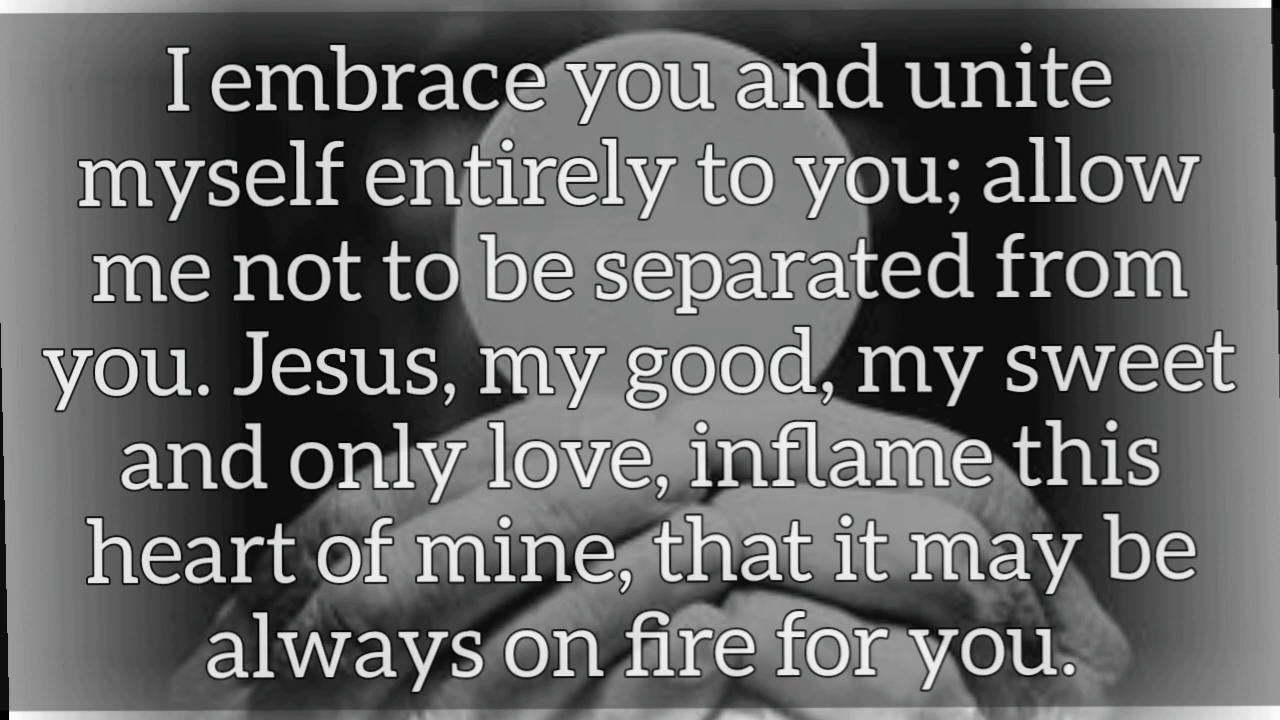 I embrace you and unite
myself entirely to you; allow
me not to be separated from
you. Jesus, my good, my sweet
and only love, inflame this
heart of mine, that it may be
always on fire for you.